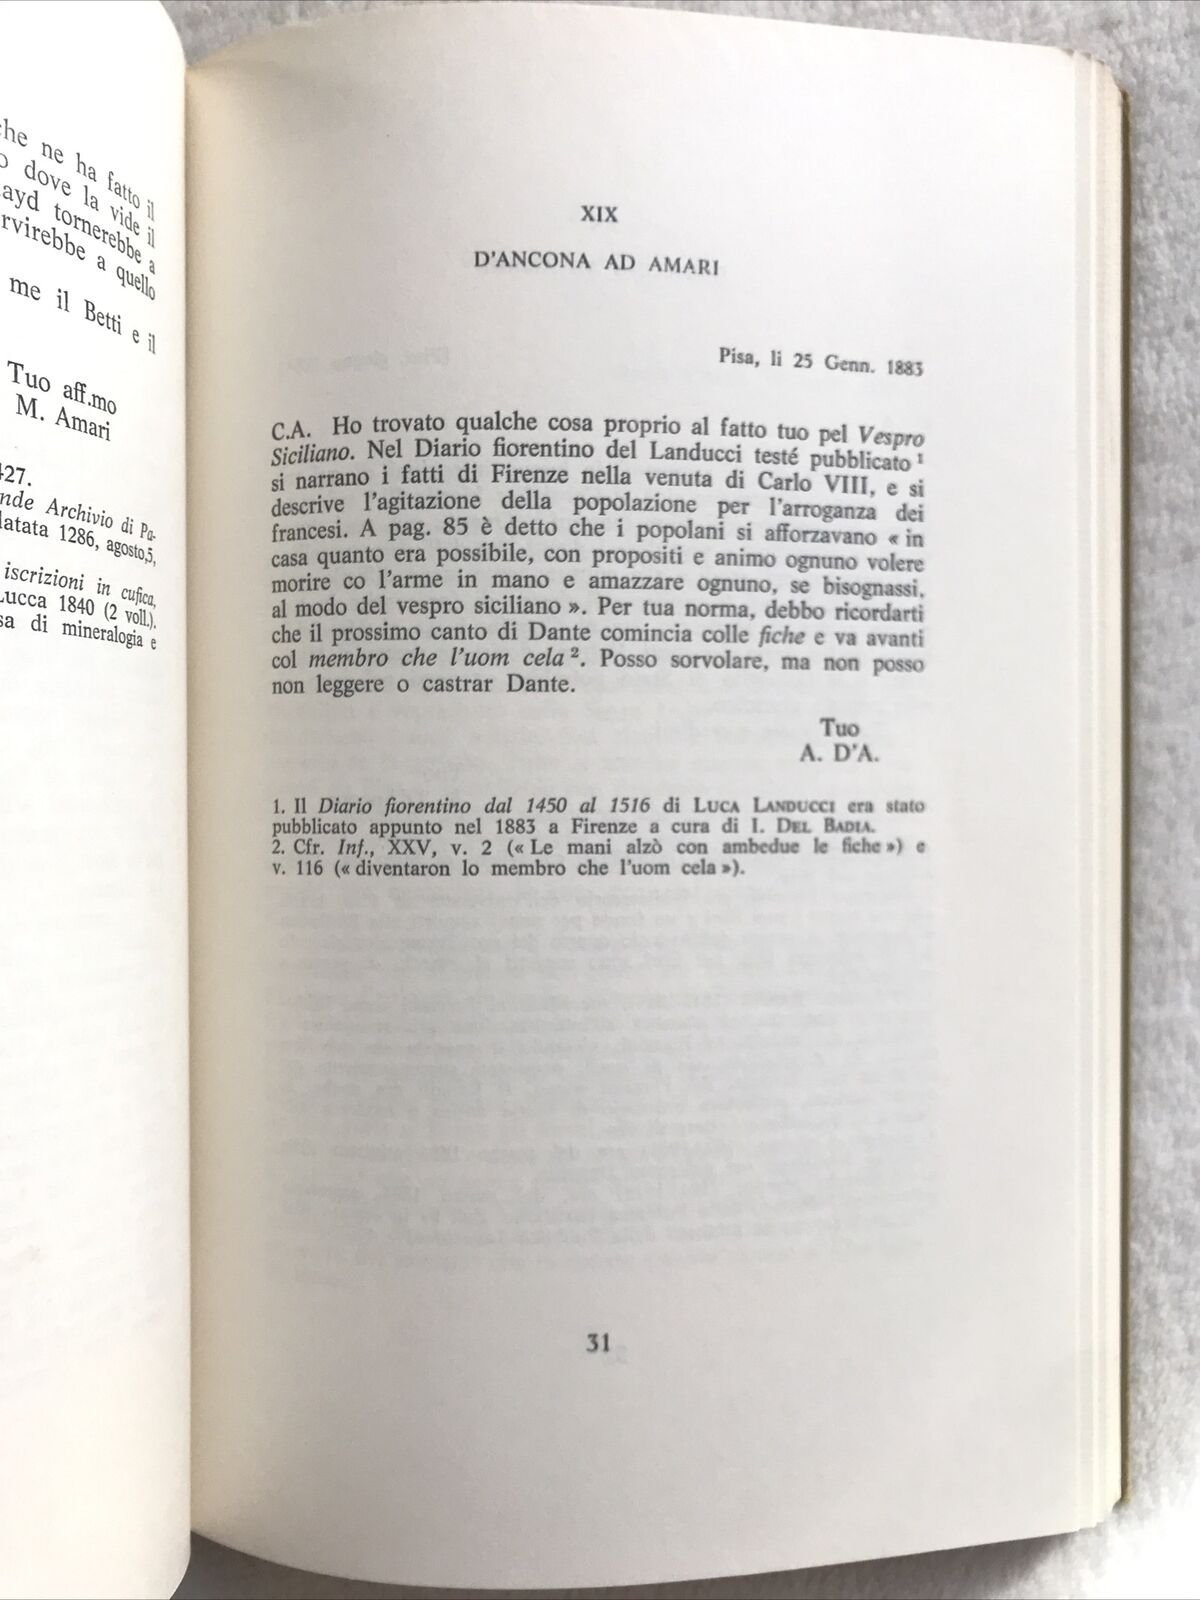 che ne ha fatto il
dove la vide il
tornerebbe a
rvirebbe a quello
me il Betti e il
Tuo aff.mo
M. Amari
427.
Archivio di Pa-
latata 1286, agosto,5,
iscrizioni in cufica,
Lucca 1840 (2 voll.).
sa di mineralogia e
XIX
D'ANCONA AD AMARI
Pisa, li 25 Genn. 1883
C.A. Ho trovato qualche cosa proprio al fatto tuo pel Vespro
Siciliano. Nel Diario fiorentino del Landucci testé pubblicato 1
si narrano i fatti di Firenze nella venuta di Carlo VIII, e si
descrive l'agitazione della popolazione per l'arroganza dei
francesi. A pag. 85 è detto che i popolani si afforzavano « in
casa quanto era possibile, con propositi e animo ognuno volere
morire co l'arme in mano e amazzare ognuno, se bisognassi,
al modo del vespro siciliano ». Per tua norma, debbo ricordarti
che il prossimo canto di Dante comincia colle fiche e va avanti
col membro che l'uom cela 2. Posso sorvolare, ma non posso
non leggere o castrar Dante.
Tuo
A. D'A.
1. Il Diario fiorentino dal 1450 al 1516 di LUCA LANDUCCI era stato
pubblicato appunto nel 1883 a Firenze a cura di I. DEL BADIA.
2. Cfr. Inf., XXV, v. 2 (« Le mani alzò con ambedue le fiche ») e
v. 116 (« diventaron lo membro che l'uom cela »).
31